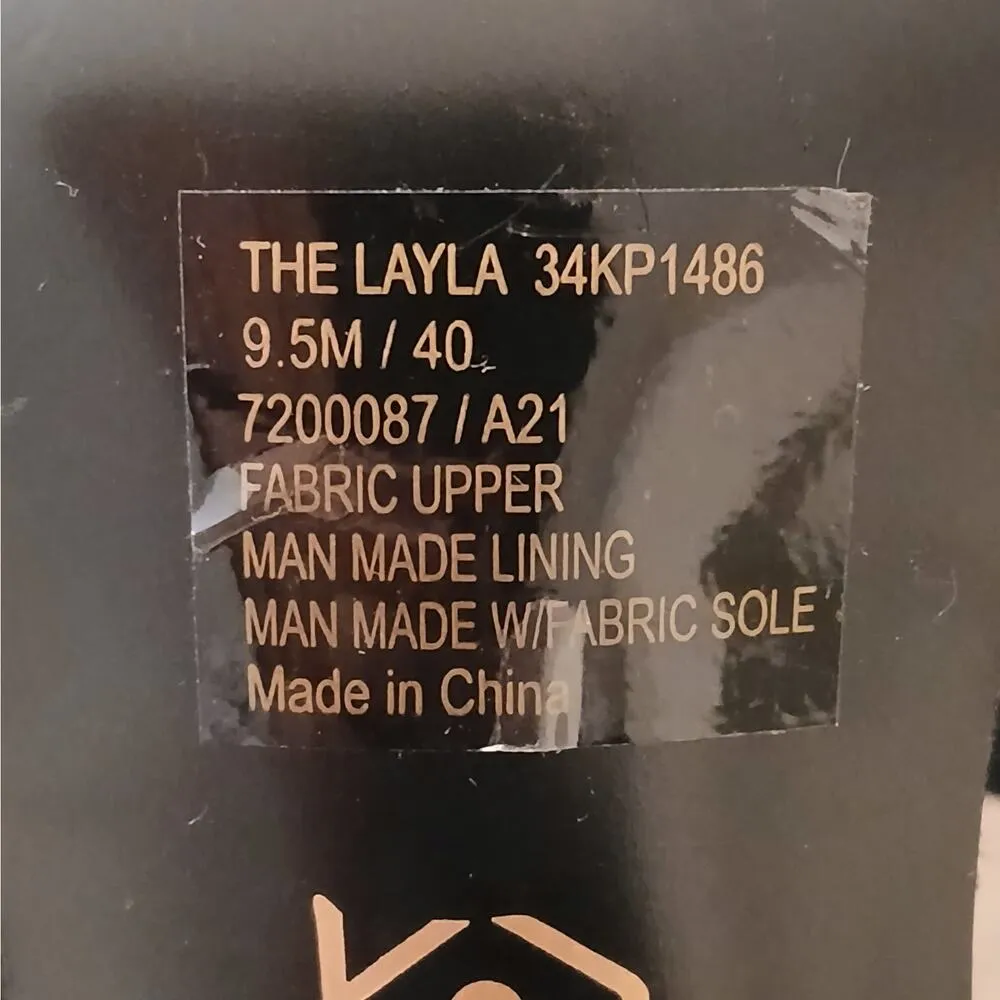 THE LAYLA 34KP1486
9.5M / 40
7200087 / A21
FABRIC UPPER
MAN MADE LINING
MAN MADE W/FABRIC SOLE
Made in China